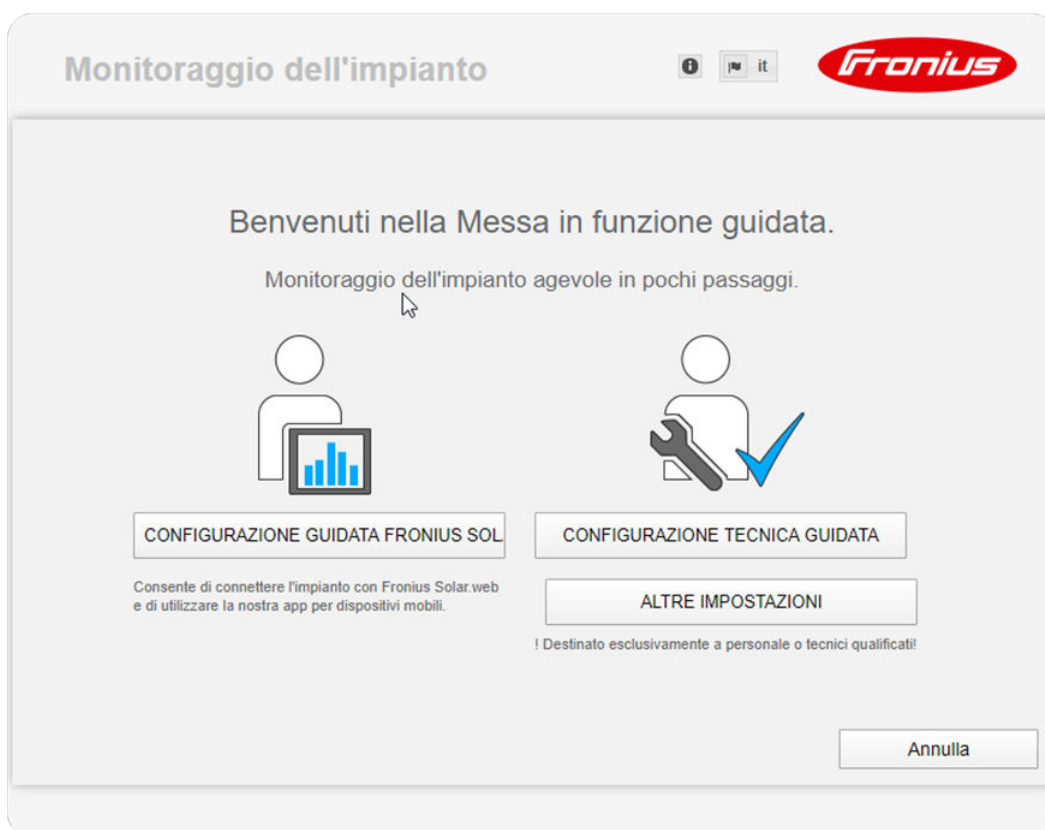 Monitoraggio dell'impianto
it
Fronius
Benvenuti nella Messa in funzione guidata.
Monitoraggio dell'impianto agevole in pochi passaggi.
CONFIGURAZIONE GUIDATA FRONIUS SOL
CONFIGURAZIONE TECNICA GUIDATA
Consente di connettere l'impianto con Fronius Solar.web
e di utilizzare la nostra app per dispositivi mobili.
ALTRE IMPOSTAZIONI
! Destinato esclusivamente a personale o tecnici qualificati!
Annulla